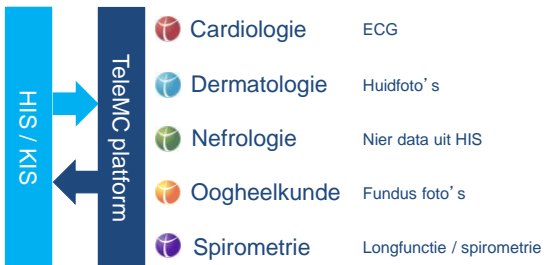 HIS / KIS
TeleMC platform
Cardiologie ECG
Dermatologie Huidfoto's
Nefrologie Nier data uit HIS
Oogheelkunde Fundus foto's
Spirometrie Longfunctie / spirometrie